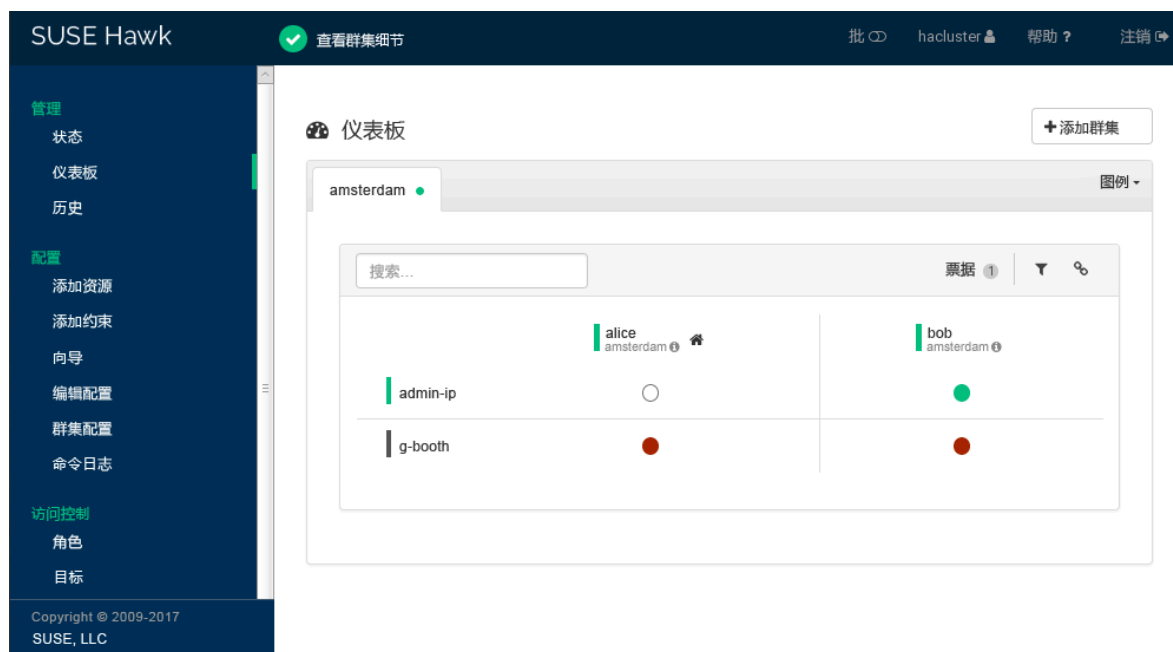 SUSE Hawk
查看群集细节
批
hacluster
帮助 ?
注销
管理
状态
仪表板
历史
配置
添加资源
添加约束
向导
编辑配置
群集配置
命令日志
访问控制
角色
目标
Copyright © 2009-2017
SUSE, LLC
仪表板
+添加群集
amsterdam
图例
搜索...
票据 1
alice
amsterdam
bob
amsterdam
admin-ip
g-booth